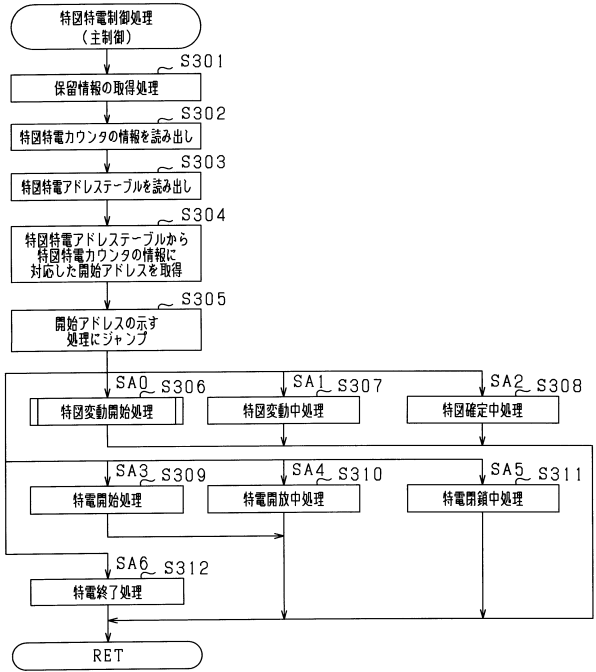 特図特電制御処理
(主制御)
S301
保留情報の取得処理
S302
特図特電カウンタの情報を読み出し
S303
特図特電アドレステーブルを読み出し
S304
特図特電アドレステーブルから
特図特電カウンタの情報に
対応した開始アドレスを取得
S305
開始アドレスの示す
処理にジャンプ
SA0 S306
特図変動開始処理
SA1 S307
特図変動中処理
SA2 S308
特図確定中処理
SA3 S309
特電開始処理
SA4 S310
特電開放中処理
SA5 S311
特電閉鎖中処理
SA6 S312
特電終了処理
RET